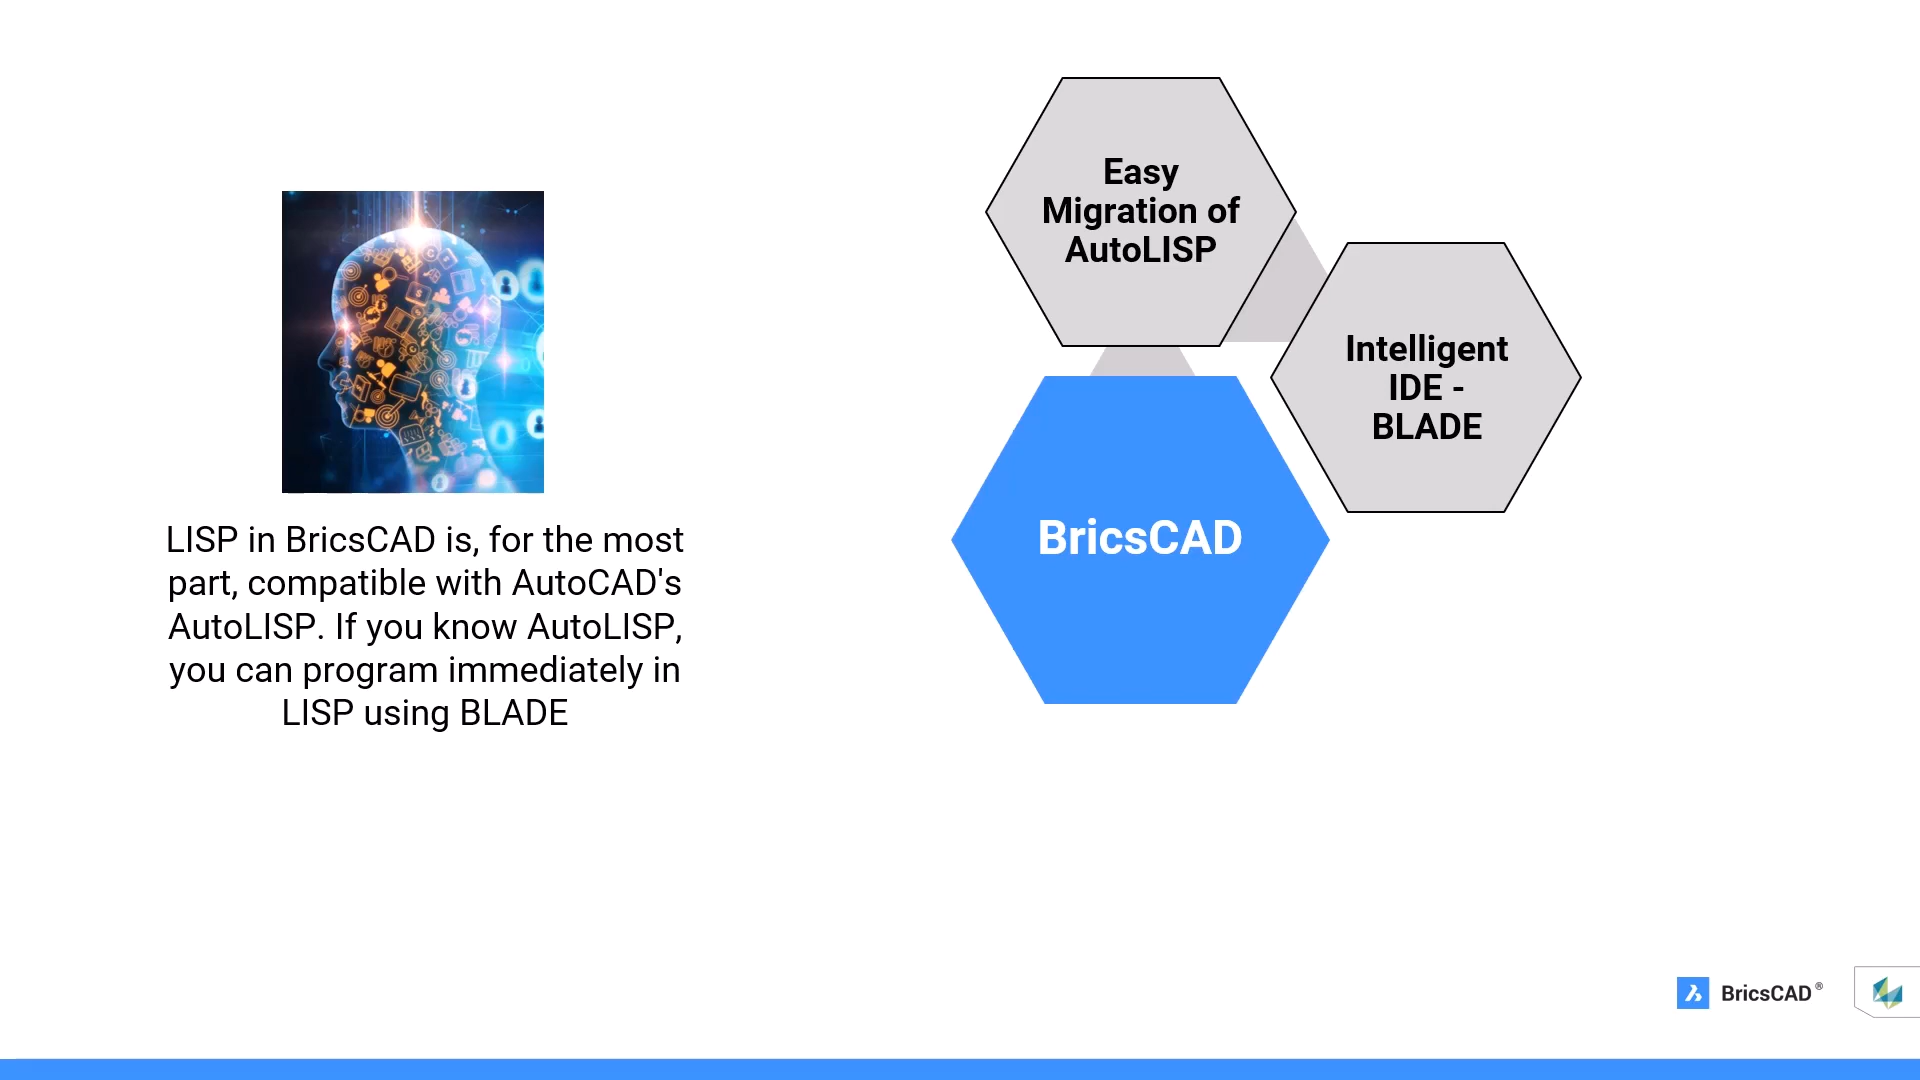 LISP in BricsCAD is, for the most
part, compatible with AutoCAD's
AutoLISP. If you know AutoLISP,
you can program immediately in
LISP using BLADE
Easy
Migration of
AutoLISP
Intelligent
IDE -
BLADE
BricsCAD
BricsCAD®